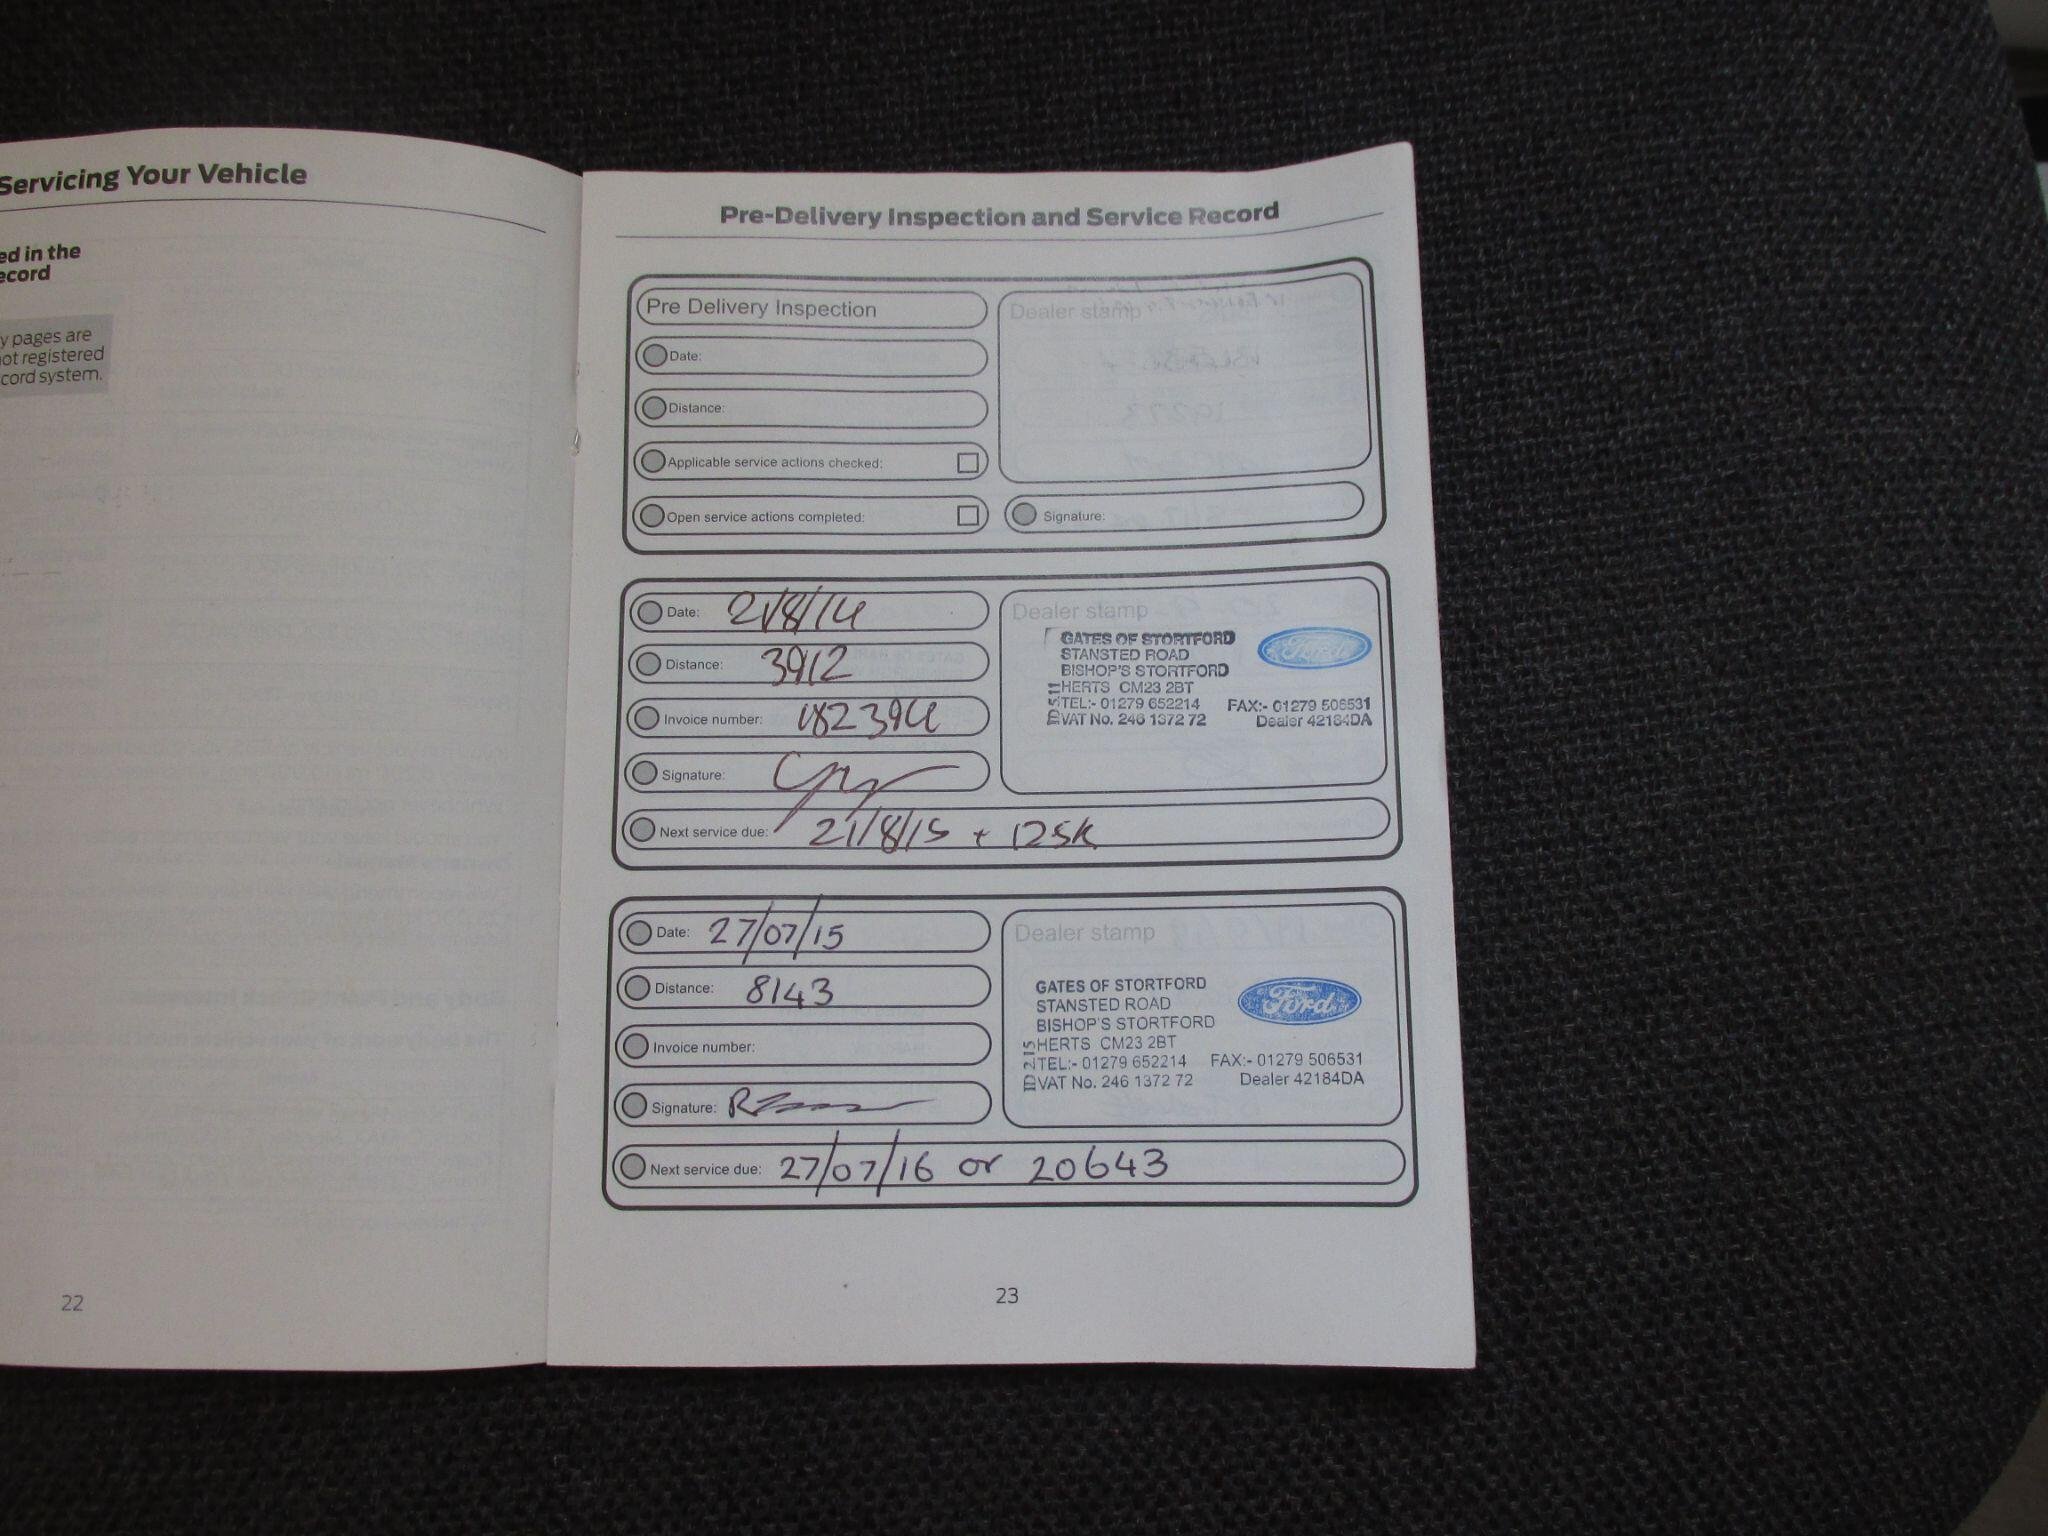 Servicing Your Vehicle
ed in the
ecord
y pages are
not registered
cord system.
22
Pre-Delivery Inspection and Service Record
Pre Delivery Inspection
Date:
Distance:
Applicable service actions checked:
Open service actions completed:
Dealer stamp
Signature:
Date: 21/8/14
Distance: 3912
Invoice number: 182394
Signature:
Next service due: 21/8/15 + 125K
Dealer stamp
GATES OF STORTFORD
STANSTED ROAD
BISHOP'S STORTFORD
HERTS CM23 2BT
TEL:- 01279 652214 FAX:- 01279 506531
VAT No. 246 1372 72 Dealer 42184DA
Ford
Date: 27/07/15
Distance: 8143
Invoice number:
Signature:
Next service due: 27/07/16 or 20643
Dealer stamp
GATES OF STORTFORD
STANSTED ROAD
BISHOP'S STORTFORD
HERTS CM23 2BT
TEL:- 01279 652214 FAX:- 01279 506531
VAT No. 246 1372 72 Dealer 42184DA
Ford
23